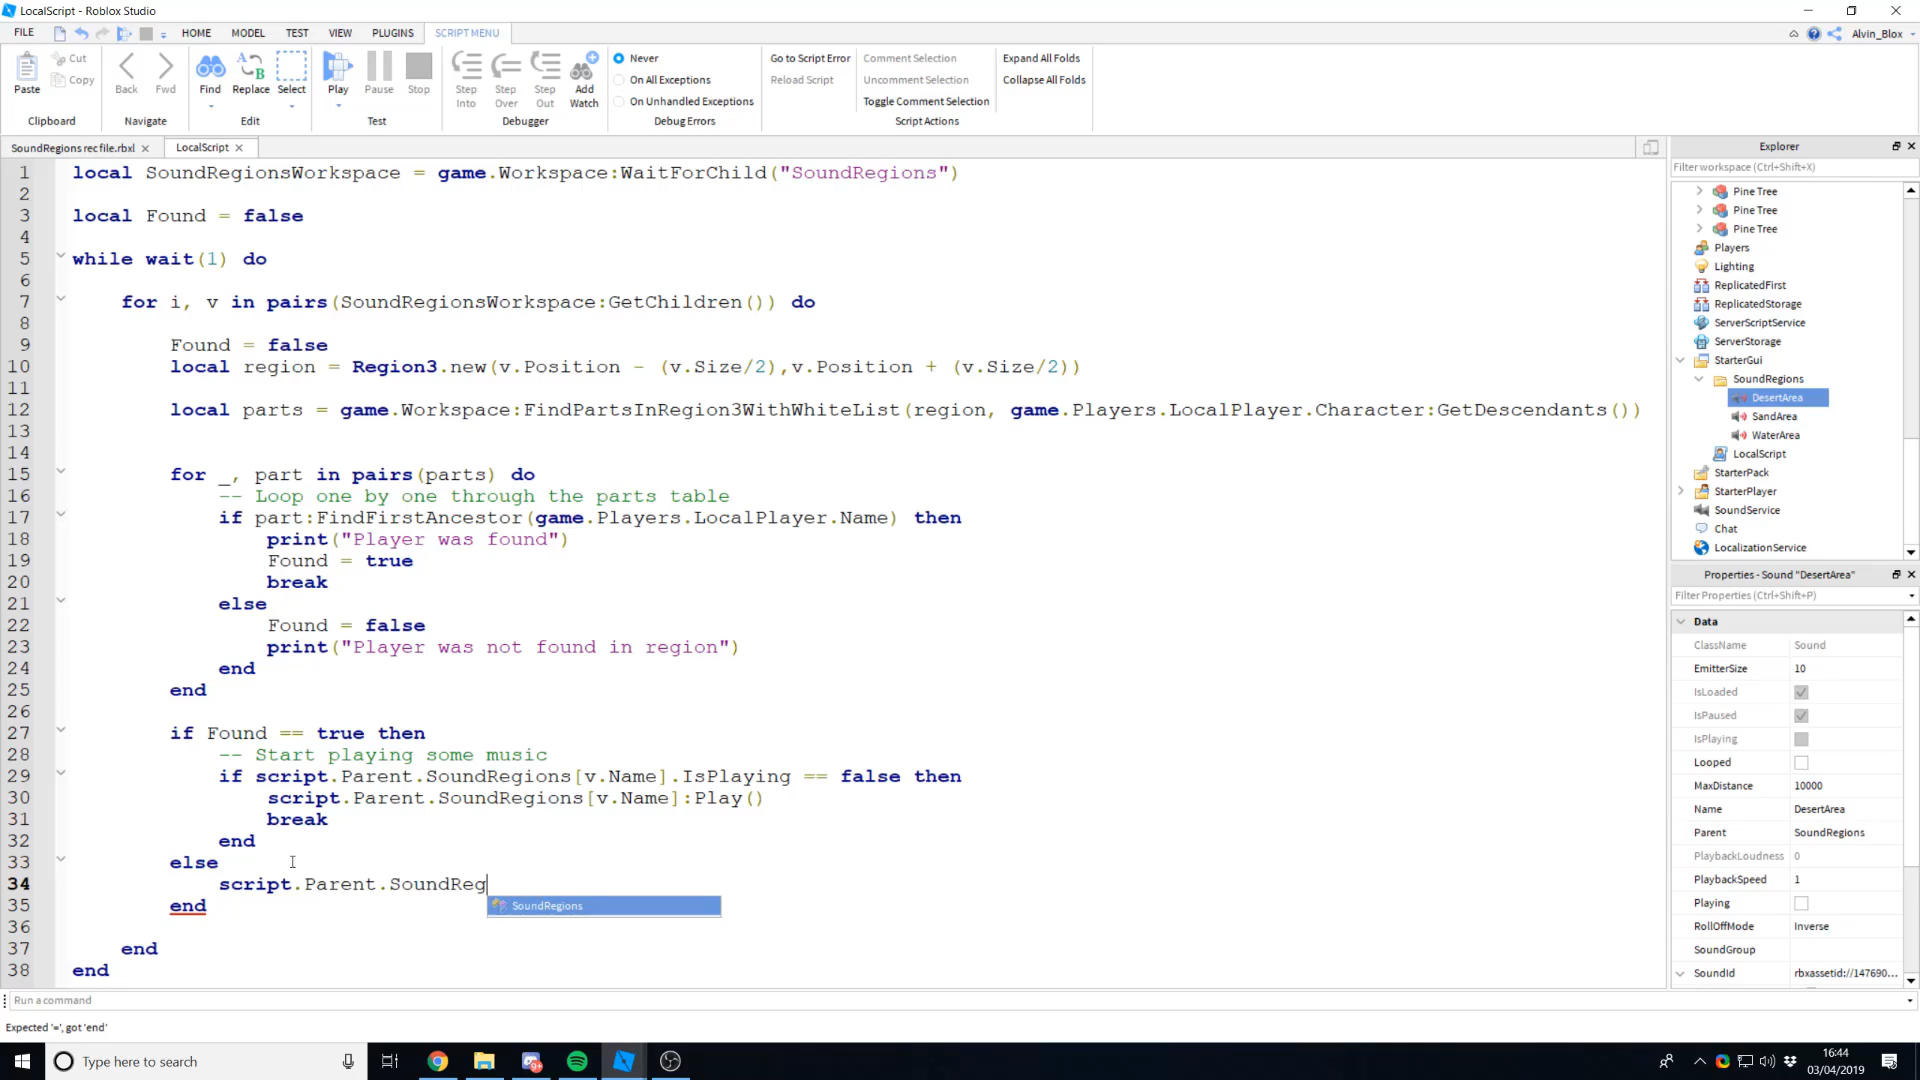 LocalScript - Roblox Studio
FILE HOME MODEL TEST VIEW PLUGINS SCRIPT MENU Alvin_Blox
Paste Cut Copy Clipboard
Back Fwd Navigate
Find Replace Select Edit
Play Pause Stop Test
Step Into Step Over Step Out Add Watch Debugger
Never
On All Exceptions
On Unhandled Exceptions
Debug Errors
Go to Script Error
Reload Script
Comment Selection
Uncomment Selection
Toggle Comment Selection
Script Actions
Expand All Folds
Collapse All Folds
SoundRegions rec file.rbxl LocalScript
1 local SoundRegionsWorkspace = game.Workspace:WaitForChild("SoundRegions")
2
3 local Found = false
4
5 while wait(1) do
6
7 for i, v in pairs(SoundRegionsWorkspace:GetChildren()) do
8
9 Found = false
10 local region = Region3.new(v.Position - (v.Size/2),v.Position + (v.Size/2))
11
12 local parts = game.Workspace:FindPartsInRegion3WithWhiteList(region, game.Players.LocalPlayer.Character:GetDescendants())
13
14
15 for _, part in pairs(parts) do
16 -- Loop one by one through the parts table
17 if part:FindFirstAncestor(game.Players.LocalPlayer.Name) then
18 print("Player was found")
19 Found = true
20 break
21 else
22 Found = false
23 print("Player was not found in region")
24 end
25 end
26
27 if Found == true then
28 -- Start playing some music
29 if script.Parent.SoundRegions[v.Name].IsPlaying == false then
30 script.Parent.SoundRegions[v.Name]:Play()
31 break
32 end
33 else
34 script.Parent.SoundReg
SoundRegions
35 end
36
37 end
38 end
Run a command
Expected '=', got 'end'
Explorer
Filter workspace (Ctrl+Shift+X)
Pine Tree
Pine Tree
Pine Tree
Players
Lighting
ReplicatedFirst
ReplicatedStorage
ServerScriptService
ServerStorage
StarterGui
SoundRegions
DesertArea
SandArea
WaterArea
LocalScript
StarterPack
StarterPlayer
SoundService
Chat
LocalizationService
Properties - Sound "DesertArea"
Filter Properties (Ctrl+Shift+P)
Data
ClassName Sound
EmitterSize 10
IsLoaded
IsPaused
IsPlaying
Looped
MaxDistance 10000
Name DesertArea
Parent SoundRegions
PlaybackLoudness 0
PlaybackSpeed 1
Playing
RollOffMode Inverse
SoundGroup
SoundId rbxassetid://147690...
Type here to search
9+
16:44
03/04/2019